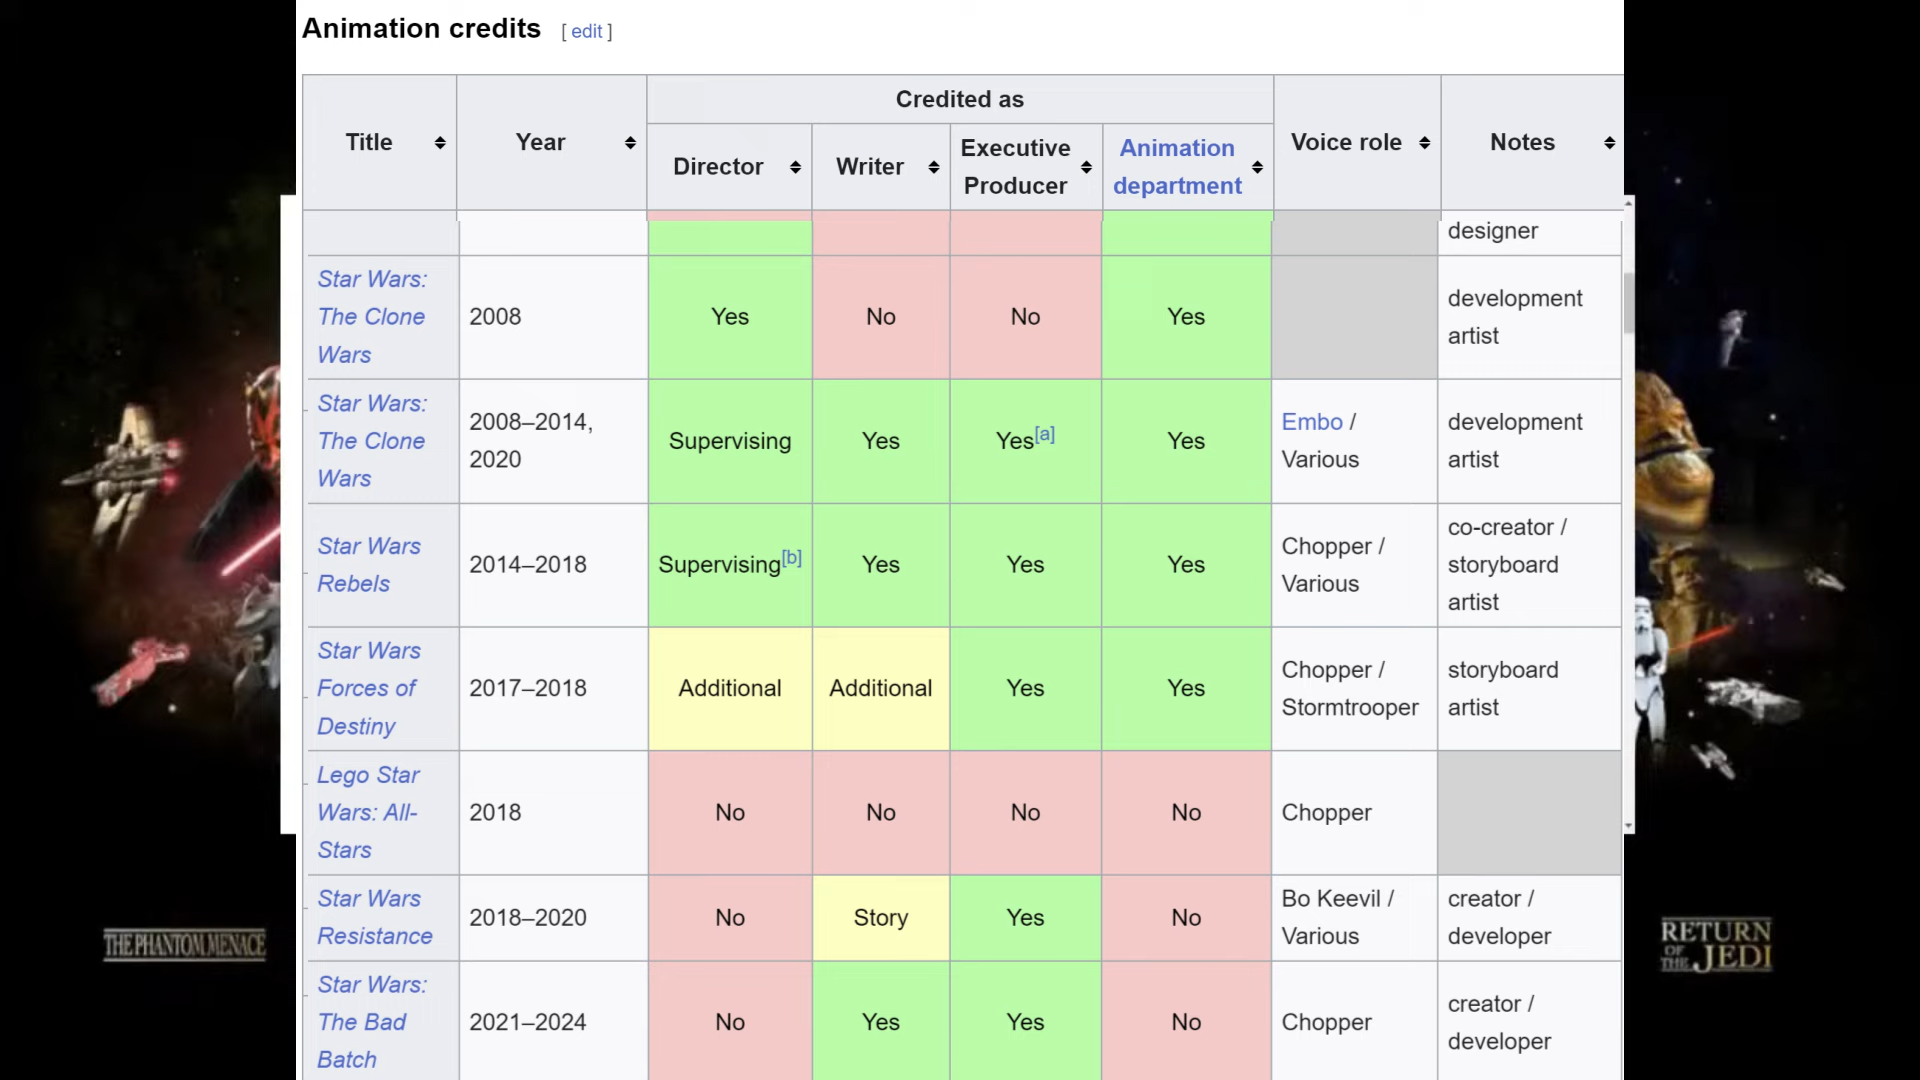 Animation credits [ edit ]
Title
Year
Credited as
Director
Writer
Executive
Producer
Animation
department
Voice role
Notes
designer
Star Wars:
The Clone
Wars
2008
Yes
No
No
Yes
development
artist
Star Wars:
The Clone
Wars
2008–2014,
2020
Supervising
Yes
Yes[a]
Yes
Embo /
Various
development
artist
Star Wars
Rebels
2014–2018
Supervising[b]
Yes
Yes
Yes
Chopper /
Various
co-creator /
storyboard
artist
Star Wars
Forces of
Destiny
2017–2018
Additional
Additional
Yes
Yes
Chopper /
Stormtrooper
storyboard
artist
Lego Star
Wars: All-
Stars
2018
No
No
No
No
Chopper
Star Wars
Resistance
2018–2020
No
Story
Yes
No
Bo Keevil /
Various
creator /
developer
Star Wars:
The Bad
Batch
2021–2024
No
Yes
Yes
No
Chopper
creator /
developer
THE PHANTOM MENACE
RETURN
OF
THE JEDI